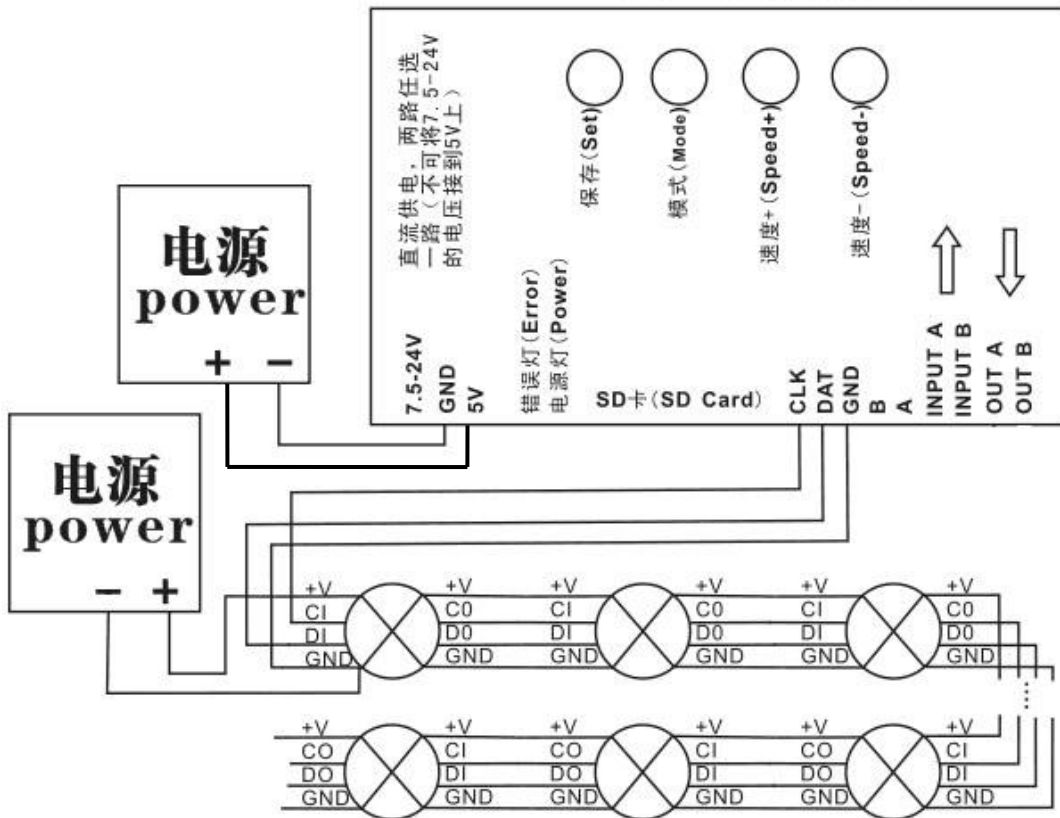 直流供电，两路任选
一路（不可将7.5-24V
的电压接到5V上）
保存(Set)
模式(Mode)
速度+(Speed+)
速度-(Speed-)
7.5-24V
GND
5V
错误灯(Error)
电源灯(Power)
SD卡(SD Card)
CLK
DAT
GND
B
A
INPUT A
INPUT B
OUT A
OUT B
电源
power
+ −
电源
power
− +
+V +V +V +V +V +V
CI C0 CI C0 CI C0
DI D0 DI D0 DI D0
GND GND GND GND GND GND
+V +V +V +V +V +V
CO CI CO CI CO CI
DO DI DO DI DO DI
GND GND GND GND GND GND